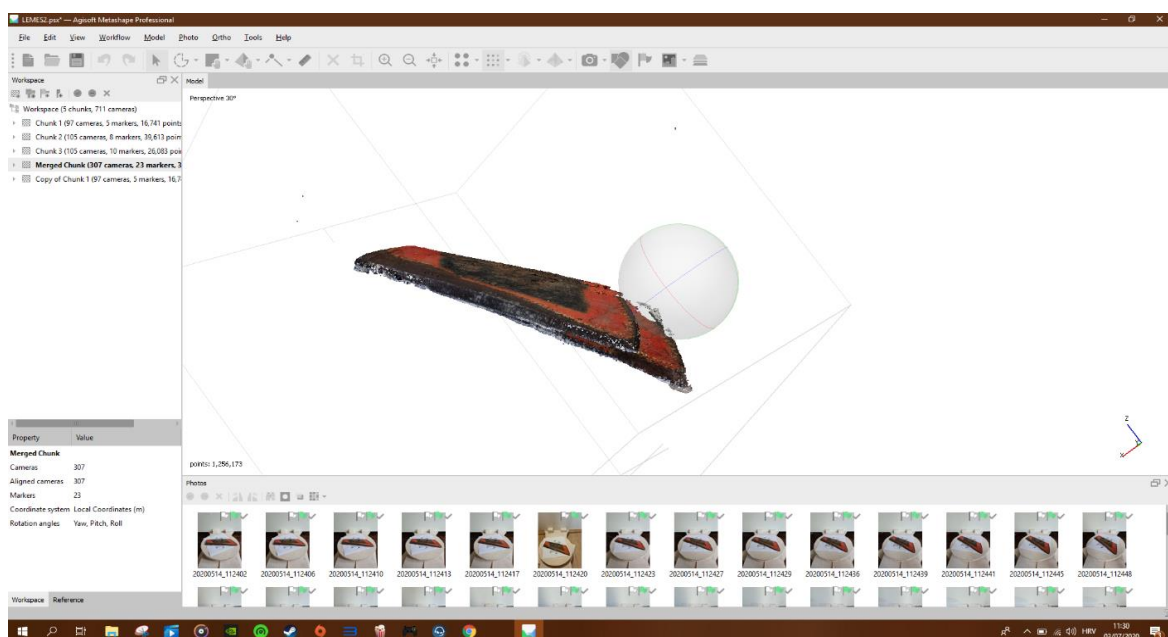 LEMES2.psx* — Agisoft Metashape Professional
File Edit View Workflow Model Photo Ortho Tools Help
Workspace
Workspace (5 chunks, 711 cameras)
Chunk 1 (97 cameras, 5 markers, 16,741 points
Chunk 2 (105 cameras, 8 markers, 39,613 poin
Chunk 3 (105 cameras, 10 markers, 26,083 poi
Merged Chunk (307 cameras, 23 markers, 3
Copy of Chunk 1 (97 cameras, 5 markers, 16,7
Property Value
Merged Chunk
Cameras 307
Aligned cameras 307
Markers 23
Coordinate system Local Coordinates (m)
Rotation angles Yaw, Pitch, Roll
Workspace Reference
Model
Perspective 30°
Z
Y
X
points: 1,256,173
Photos
20200514_112402 20200514_112406 20200514_112410 20200514_112413 20200514_112417 20200514_112420 20200514_112423 20200514_112427 20200514_112429 20200514_112436 20200514_112439 20200514_112441 20200514_112445 20200514_112448
HRV
11:30
03/07/2020